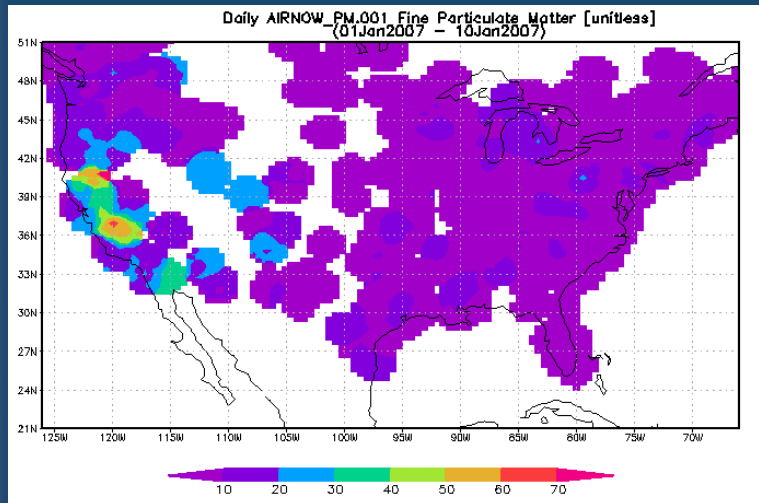 Daily AIRNOW_PM.001 Fine Particulate Matter [unitless]
(01Jan2007 – 10Jan2007)
51N
48N
45N
42N
39N
36N
33N
30N
27N
24N
21N
125W 120W 115W 110W 105W 100W 95W 90W 85W 80W 75W 70W
10 20 30 40 50 60 70